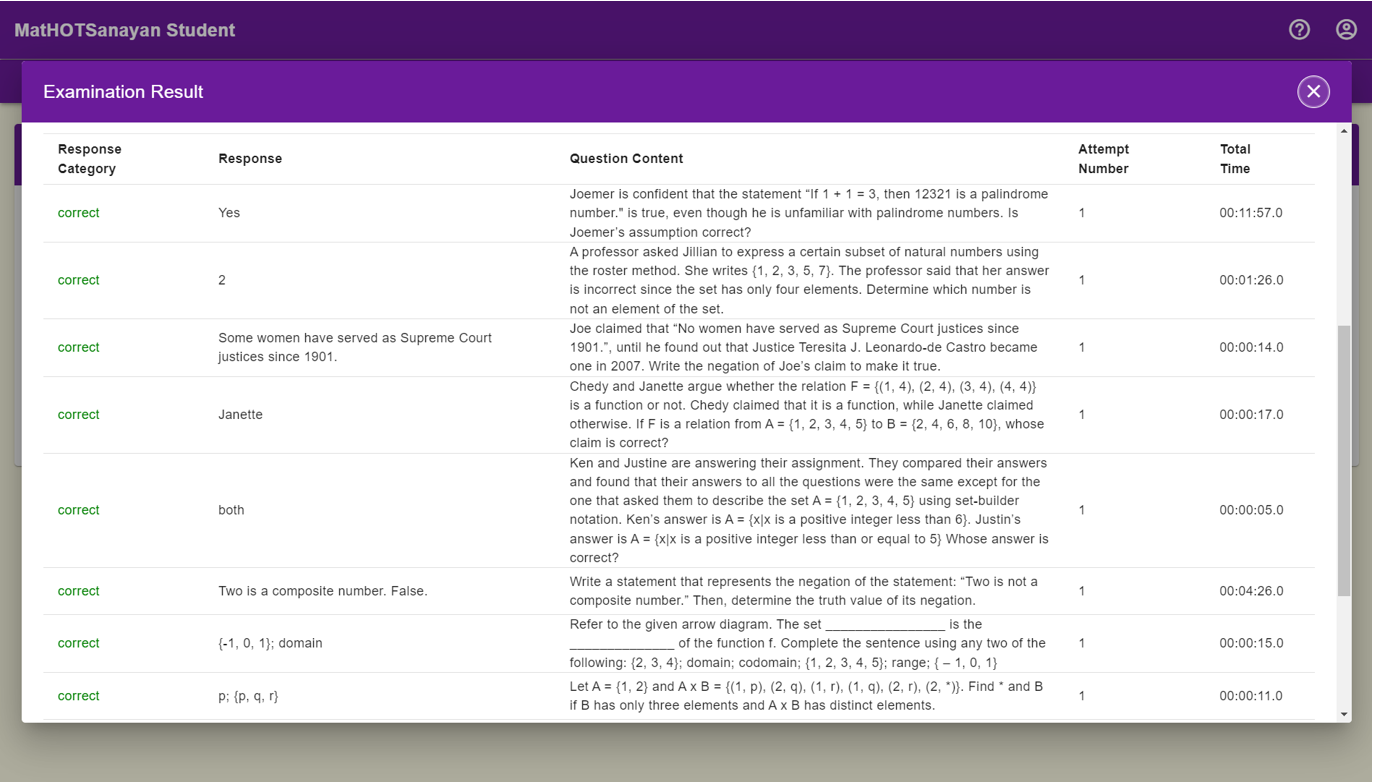 MatHOTSanayan Student
Examination Result
Response Category
Response
Question Content
Attempt Number
Total Time
correct
Yes
Joemer is confident that the statement “If 1 + 1 = 3, then 12321 is a palindrome
number." is true, even though he is unfamiliar with palindrome numbers. Is
Joemer’s assumption correct?
1
00:11:57.0
correct
2
A professor asked Jillian to express a certain subset of natural numbers using
the roster method. She writes {1, 2, 3, 5, 7}. The professor said that her answer
is incorrect since the set has only four elements. Determine which number is
not an element of the set.
1
00:01:26.0
correct
Some women have served as Supreme Court
justices since 1901.
Joe claimed that “No women have served as Supreme Court justices since
1901.”, until he found out that Justice Teresita J. Leonardo-de Castro became
one in 2007. Write the negation of Joe’s claim to make it true.
1
00:00:14.0
correct
Janette
Chedy and Janette argue whether the relation F = {(1, 4), (2, 4), (3, 4), (4, 4)}
is a function or not. Chedy claimed that it is a function, while Janette claimed
otherwise. If F is a relation from A = {1, 2, 3, 4, 5} to B = {2, 4, 6, 8, 10}, whose
claim is correct?
1
00:00:17.0
correct
both
Ken and Justine are answering their assignment. They compared their answers
and found that their answers to all the questions were the same except for the
one that asked them to describe the set A = {1, 2, 3, 4, 5} using set-builder
notation. Ken’s answer is A = {x|x is a positive integer less than 6}. Justin’s
answer is A = {x|x is a positive integer less than or equal to 5} Whose answer is
correct?
1
00:00:05.0
correct
Two is a composite number. False.
Write a statement that represents the negation of the statement: “Two is not a
composite number.” Then, determine the truth value of its negation.
1
00:04:26.0
correct
{-1, 0, 1}; domain
Refer to the given arrow diagram. The set ________________ is the
______________ of the function f. Complete the sentence using any two of the
following: {2, 3, 4}; domain; codomain; {1, 2, 3, 4, 5}; range; { – 1, 0, 1}
1
00:00:15.0
correct
p; {p, q, r}
Let A = {1, 2} and A x B = {(1, p), (2, q), (1, r), (1, q), (2, r), (2, *)}. Find * and B
if B has only three elements and A x B has distinct elements.
1
00:00:11.0